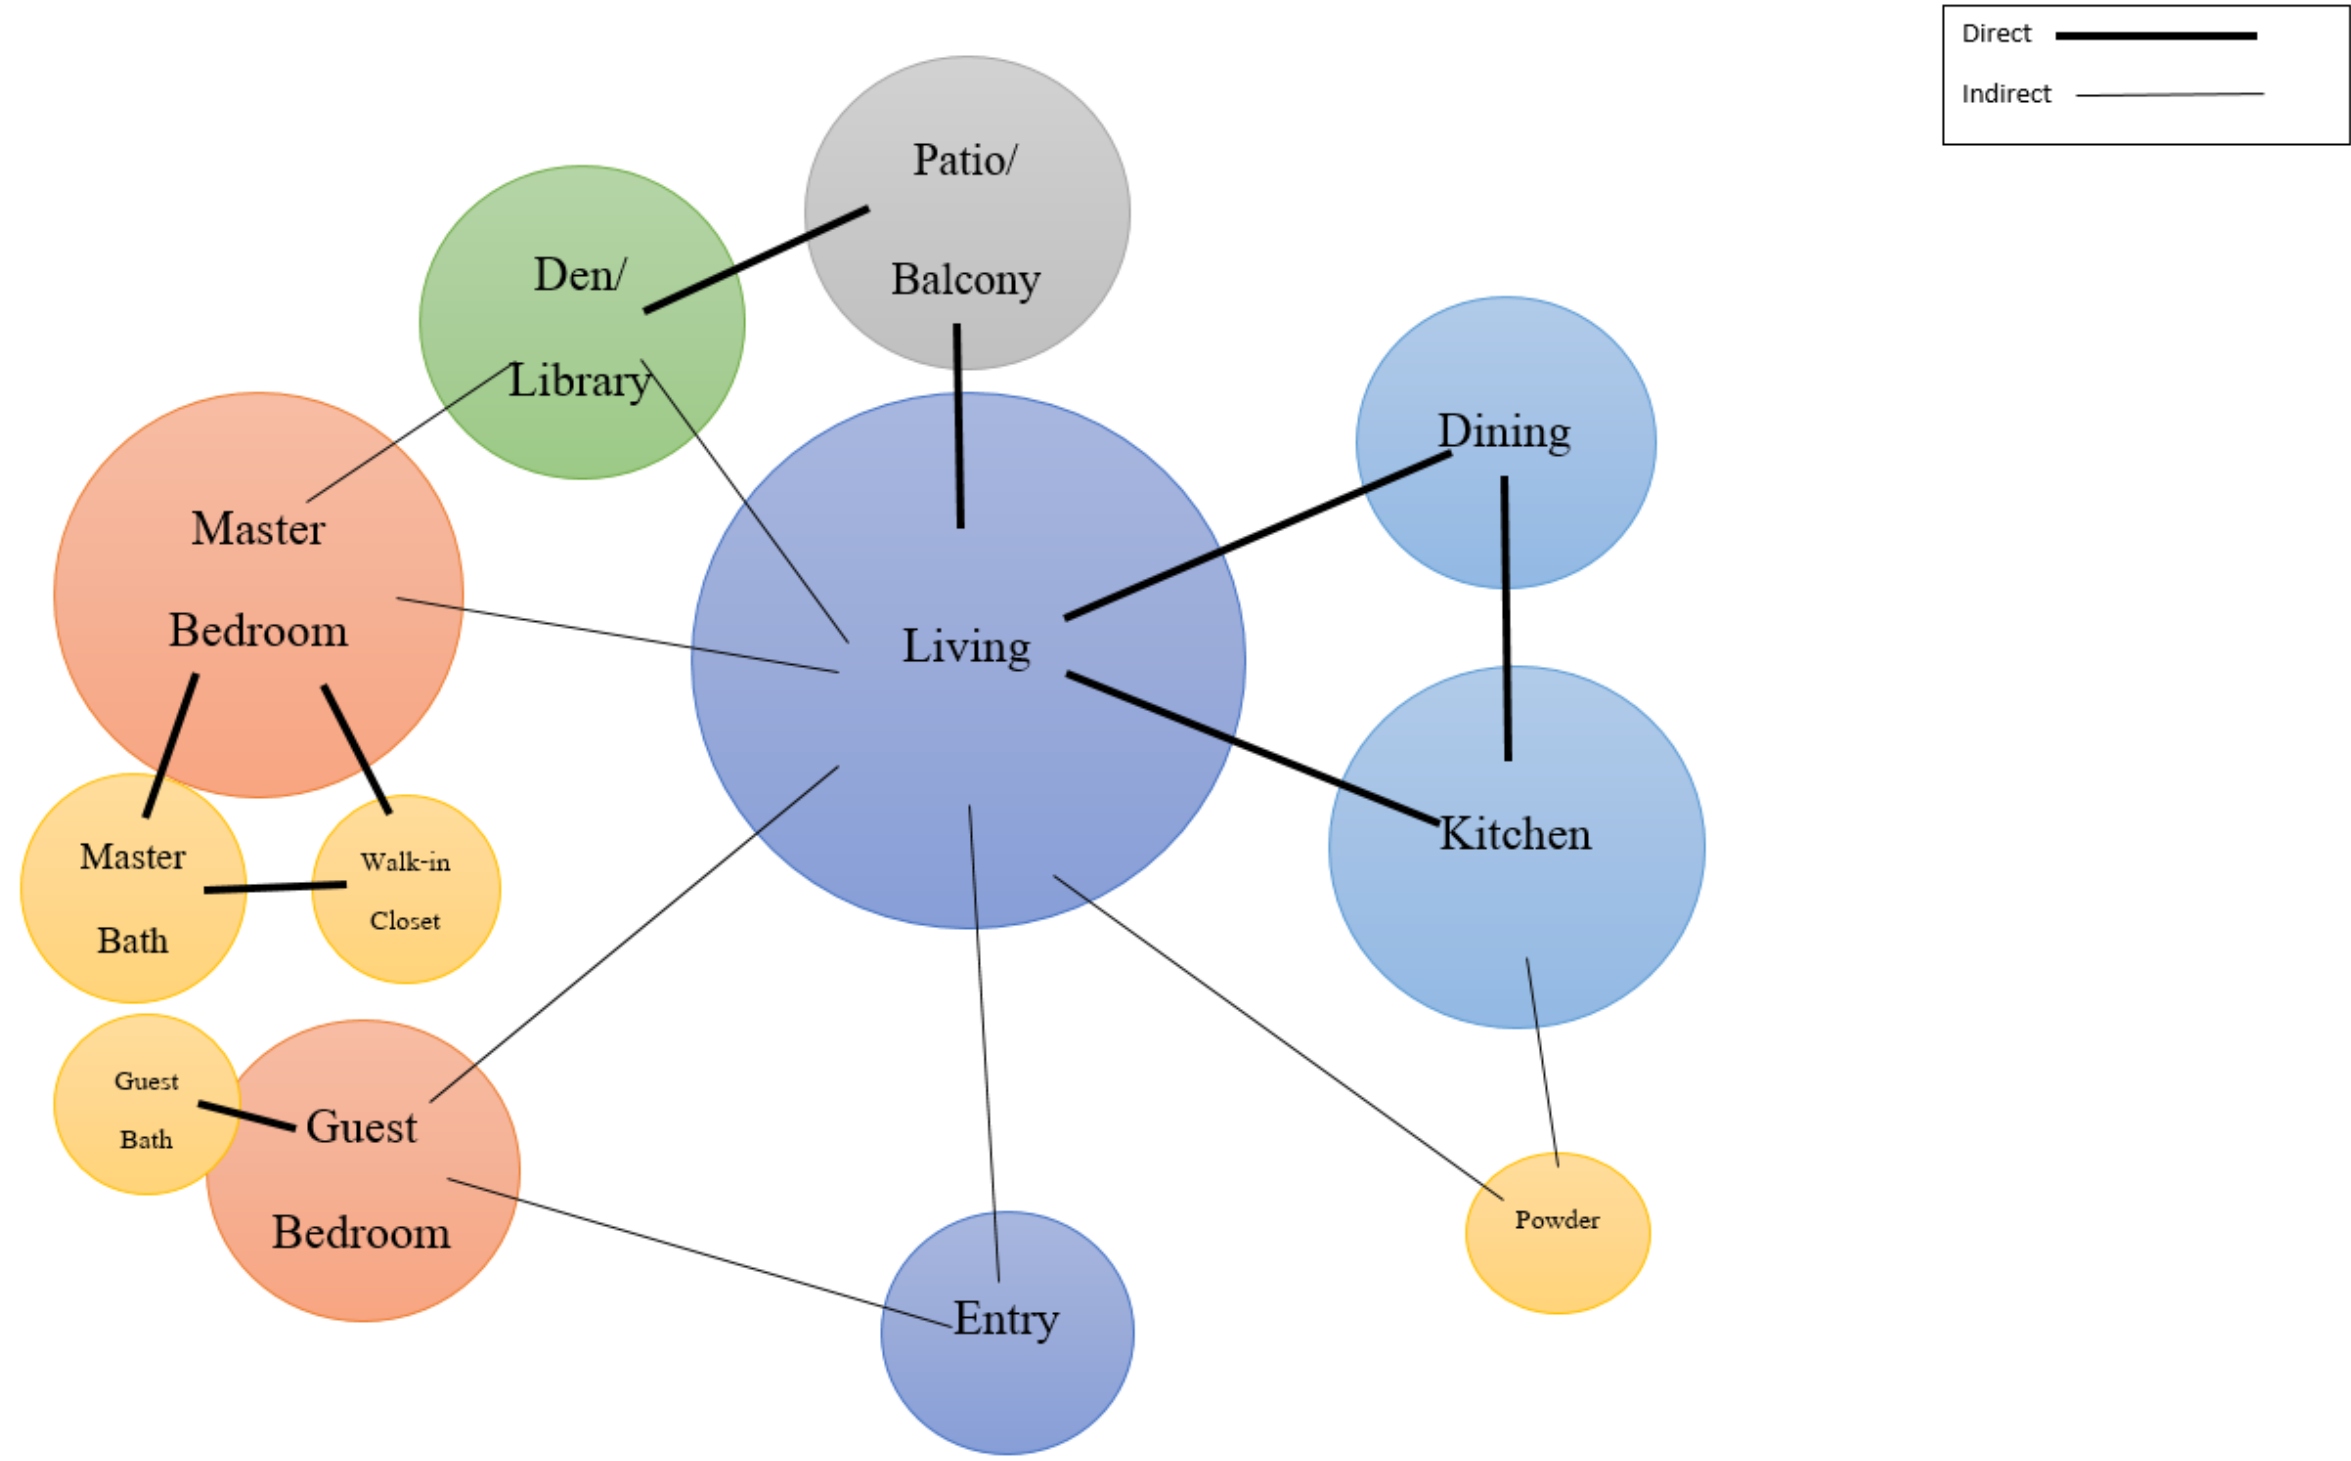 Direct
Indirect
Patio/
Balcony
Den/
Library
Dining
Master
Bedroom
Living
Kitchen
Master
Bath
Walk-in
Closet
Guest
Bath
Guest
Bedroom
Powder
Entry